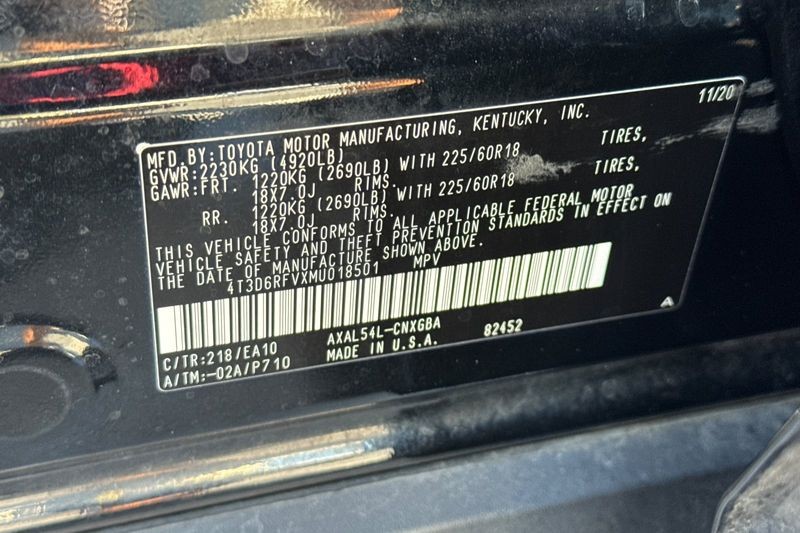 11/20
MFD.BY:TOYOTA MOTOR MANUFACTURING, KENTUCKY, INC.
GVWR:2230KG (4920LB)
GAWR:FRT. 1220KG (2690LB) WITH 225/60R18 TIRES,
18X7.0J RIMS.
RR. 1220KG (2690LB) WITH 225/60R18 TIRES,
18X7.0J RIMS.
THIS VEHICLE CONFORMS TO ALL APPLICABLE FEDERAL MOTOR
VEHICLE SAFETY AND THEFT PREVENTION STANDARDS IN EFFECT ON
THE DATE OF MANUFACTURE SHOWN ABOVE.
4T3D6RFVXMU018501 MPV
C/TR:218/EA10 AXAL54L-CNXGBA 82452 A
A/TM:-02A/P710 MADE IN U.S.A.